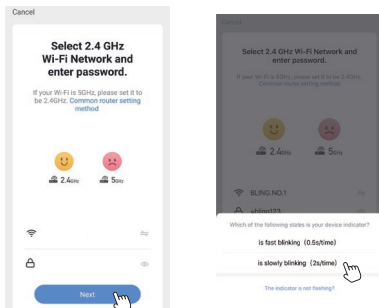 Cancel
Select 2.4 GHz
Wi-Fi Network and
enter password.
If your Wi-Fi is 5GHz, please set it to
be 2.4GHz. Common router setting
method
2.4GHz
5GHz
Next
Cancel
Select 2.4 GHz Wi-Fi Network and
enter password.
If your Wi-Fi is 5GHz, please set it to be 2.4GHz.
Common router setting method
2.4GHz
5GHz
BLING.NO.1
Which of the following states is your device indicator?
is fast blinking (0.5s/time)
is slowly blinking (2s/time)
The indicator is not flashing?